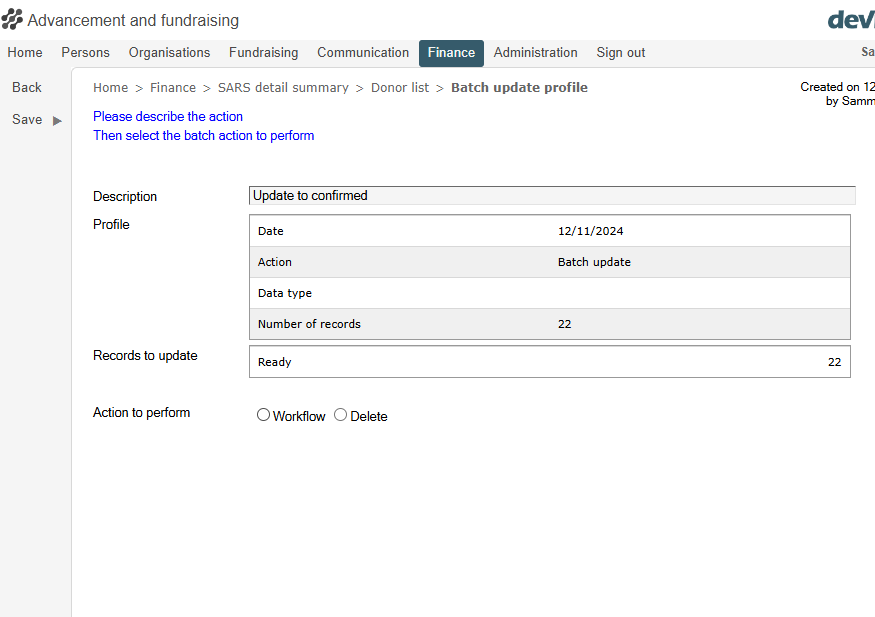 Advancement and fundraising
Home Persons Organisations Fundraising Communication Finance Administration Sign out
Back
Home > Finance > SARS detail summary > Donor list > Batch update profile
Created on 12
by Samm
Save
Please describe the action
Then select the batch action to perform
Description Update to confirmed
Profile
Date 12/11/2024
Action Batch update
Data type
Number of records 22
Records to update
Ready 22
Action to perform Workflow Delete